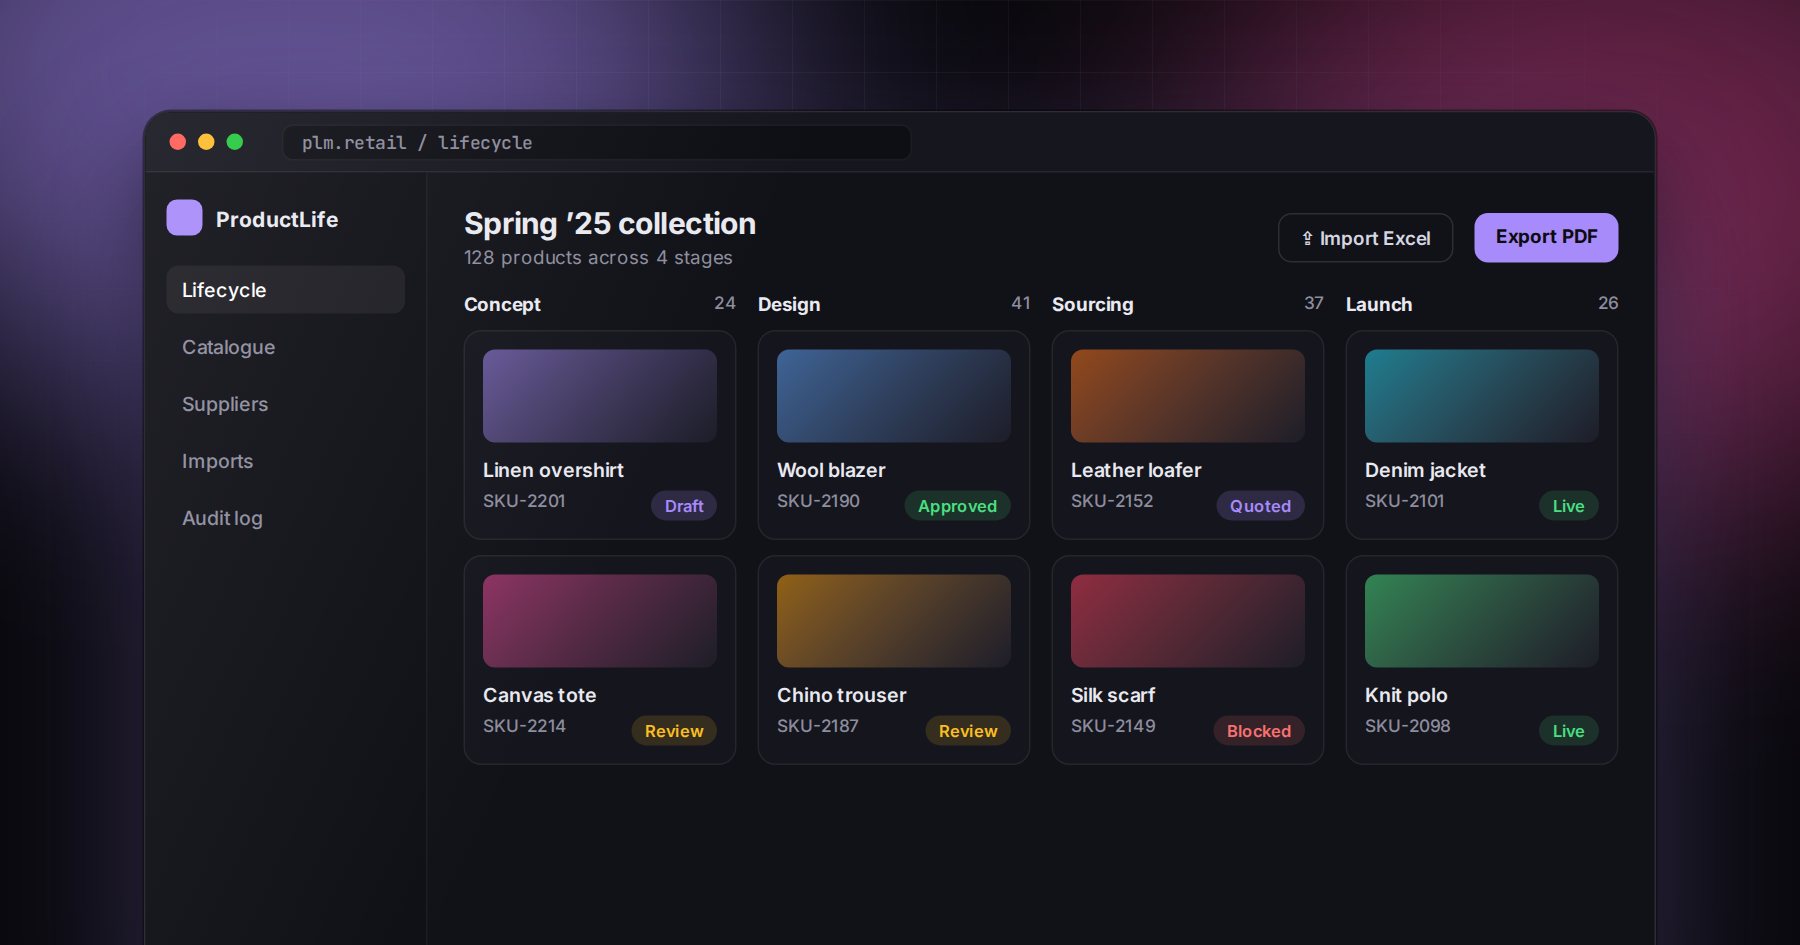 plm.retail / lifecycle
ProductLife
Lifecycle
Catalogue
Suppliers
Imports
Audit log
Spring ’25 collection
128 products across 4 stages
⇪ Import Excel
Export PDF
Concept 24
Linen overshirt
SKU-2201
Draft
Canvas tote
SKU-2214
Review
Design 41
Wool blazer
SKU-2190
Approved
Chino trouser
SKU-2187
Review
Sourcing 37
Leather loafer
SKU-2152
Quoted
Silk scarf
SKU-2149
Blocked
Launch 26
Denim jacket
SKU-2101
Live
Knit polo
SKU-2098
Live